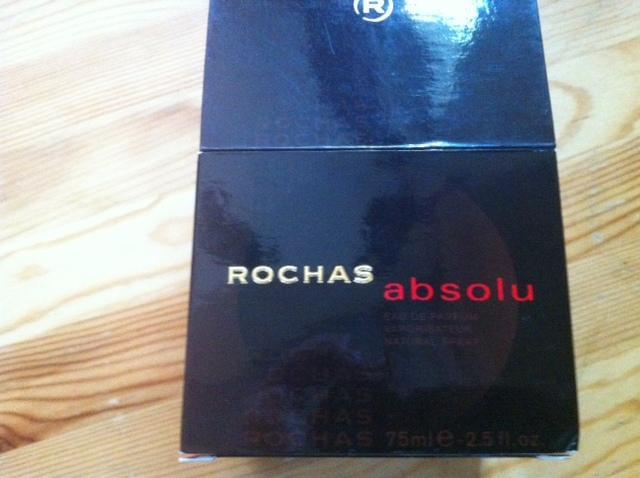 R
ROCHAS absolu
EAU DE PARFUM
VAPORISATEUR
NATURAL SPRAY
ROCHAS
ROCHAS
ROCHAS 75ml e - 2.5 fl.oz.